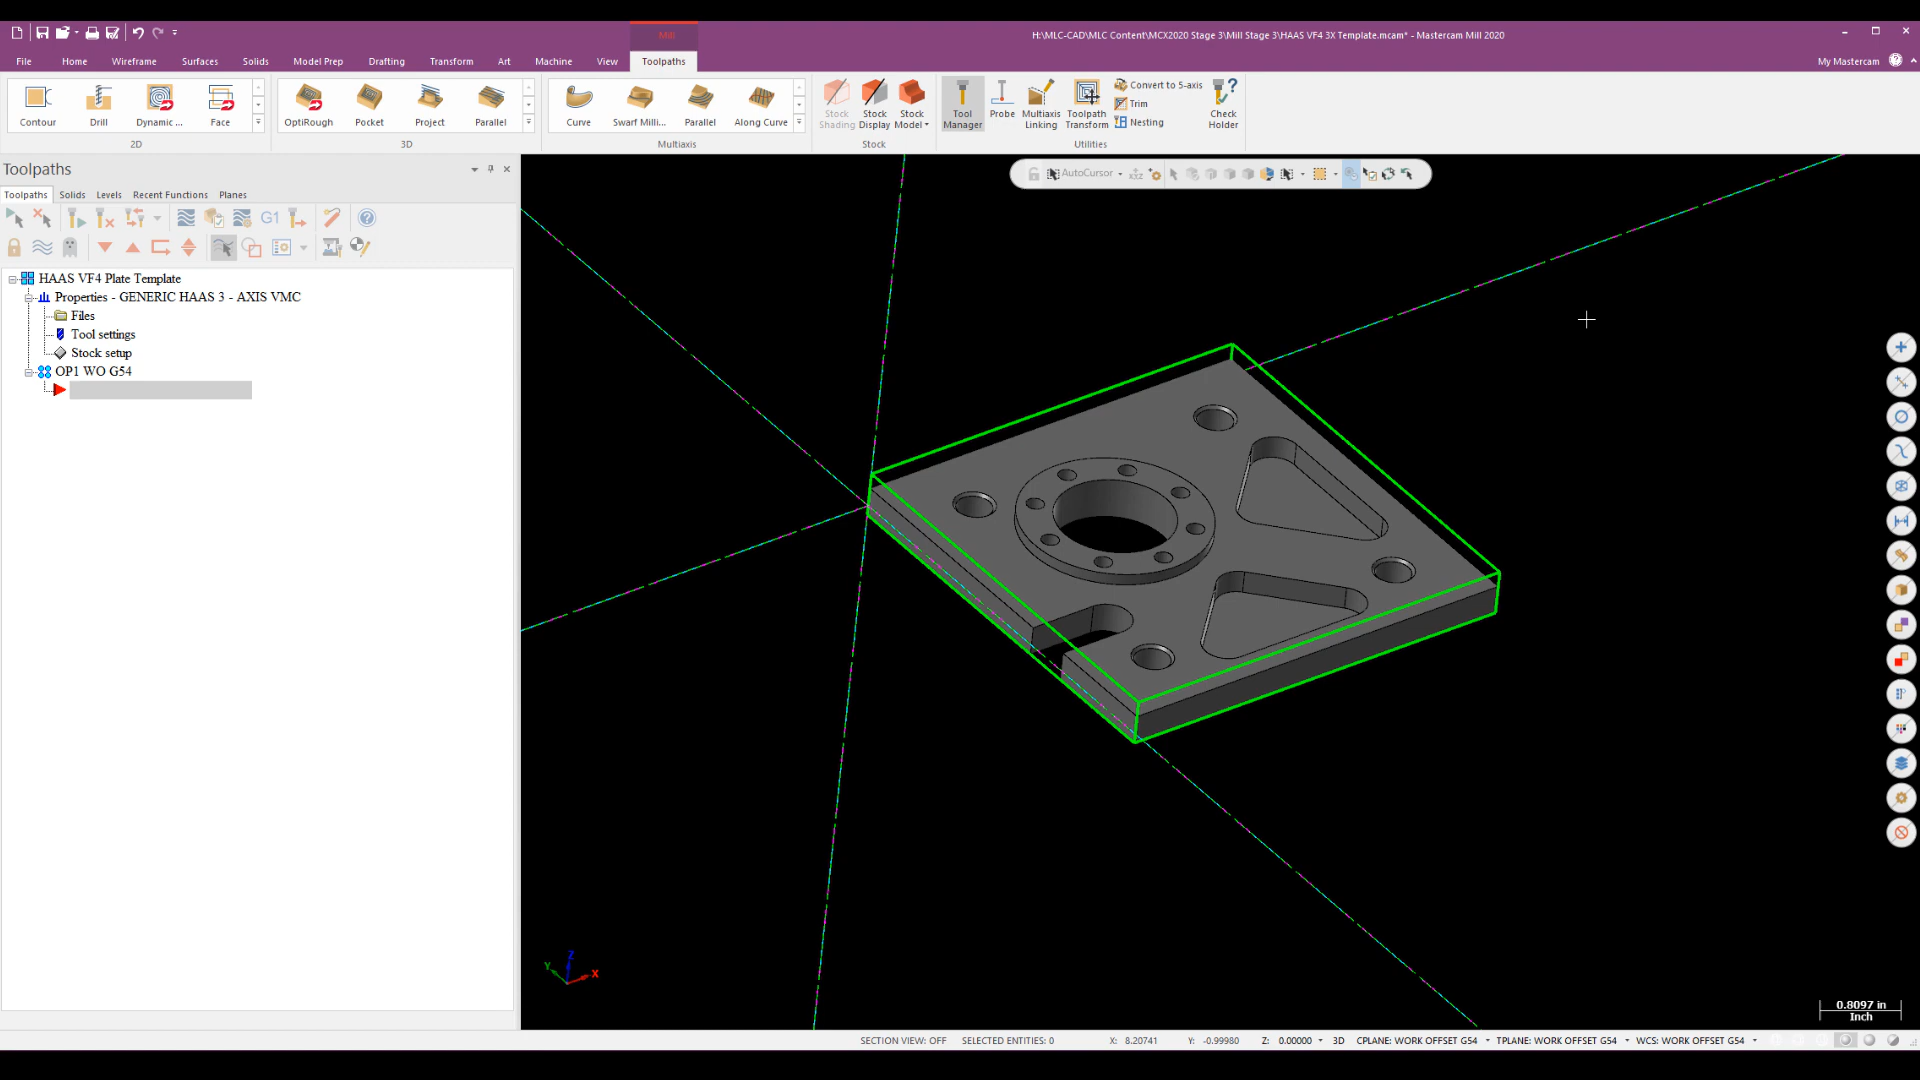 Mill
H:\MLC-CAD\MLC Content\MCX2020 Stage 3\Mill Stage 3\HAAS VF4 3X Template.mcam* - Mastercam Mill 2020
File Home Wireframe Surfaces Solids Model Prep Drafting Transform Art Machine View Toolpaths My Mastercam
Contour Drill Dynamic ... Face OptiRough Pocket Project Parallel Curve Swarf Milli... Parallel Along Curve
Stock Shading
Stock Display
Stock Model
Tool Manager
Probe
Multiaxis Linking
Toolpath Transform
Convert to 5-axis
Trim
Nesting
Check Holder
2D 3D Multiaxis Stock Utilities
Toolpaths
AutoCursor
Toolpaths Solids Levels Recent Functions Planes
G1
HAAS VF4 Plate Template
Properties - GENERIC HAAS 3 - AXIS VMC
Files
Tool settings
Stock setup
OP1 WO G54
Z
Y
X
0.8097 in
Inch
SECTION VIEW: OFF SELECTED ENTITIES: 0 X: 8.20741 Y: -0.99980 Z: 0.00000 3D CPLANE: WORK OFFSET G54 TPLANE: WORK OFFSET G54 WCS: WORK OFFSET G54